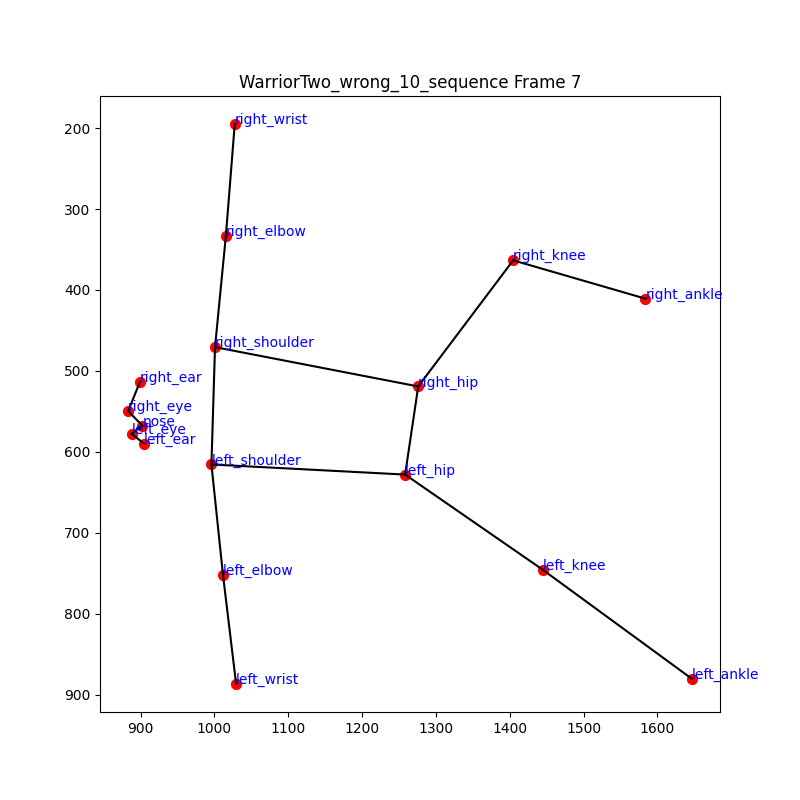 WarriorTwo_wrong_10_sequence Frame 7
right_wrist
right_elbow
right_knee
right_ankle
right_shoulder
right_ear
right_hip
right_eye
nose
left_eye
left_ear
left_shoulder
left_hip
left_knee
left_elbow
left_ankle
left_wrist
200
300
400
500
600
700
800
900
900 1000 1100 1200 1300 1400 1500 1600